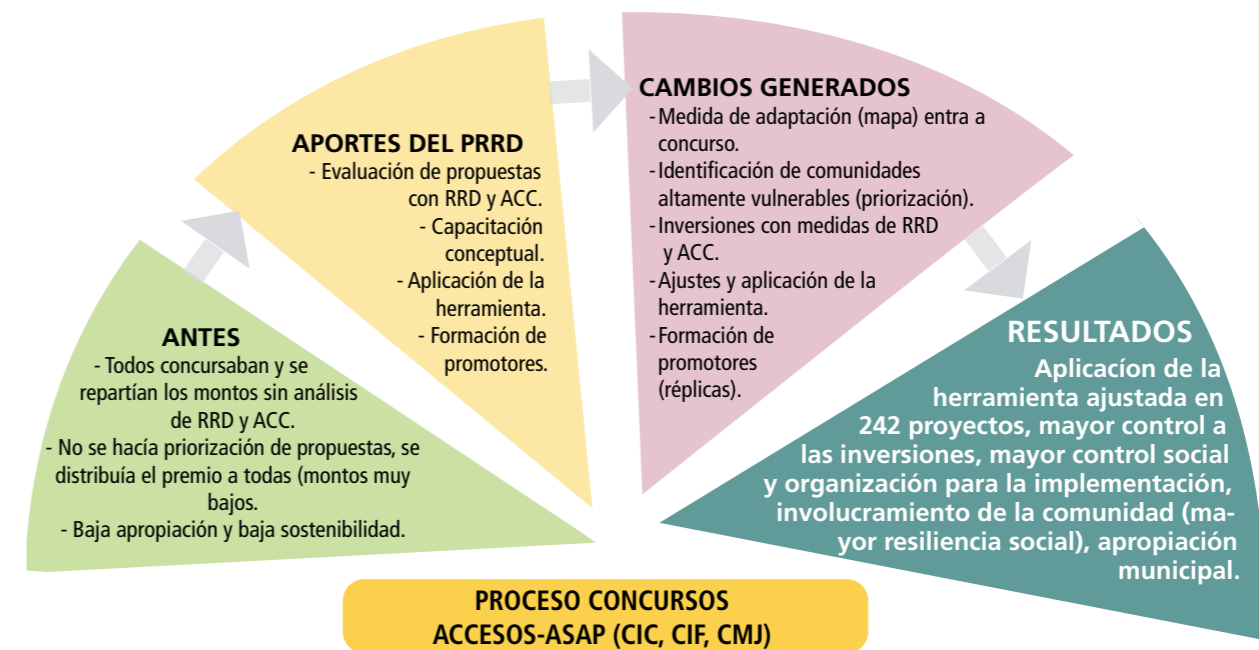 ANTES
- Todos concursaban y se
repartían los montos sin análisis
de RRD y ACC.
- No se hacía priorización de propuestas, se
distribuía el premio a todas (montos muy
bajos.
- Baja apropiación y baja sostenibilidad.
APORTES DEL PRRD
- Evaluación de propuestas
con RRD y ACC.
- Capacitación
conceptual.
- Aplicación de la
herramienta.
- Formación de
promotores.
CAMBIOS GENERADOS
- Medida de adaptación (mapa) entra a
concurso.
- Identificación de comunidades
altamente vulnerables (priorización).
- Inversiones con medidas de RRD
y ACC.
- Ajustes y aplicación de la
herramienta.
- Formación de
promotores
(réplicas).
RESULTADOS
Aplicacíon de la
herramienta ajustada en
242 proyectos, mayor control a
las inversiones, mayor control social
y organización para la implementación,
involucramiento de la comunidad (ma-
yor resiliencia social), apropiación
municipal.
PROCESO CONCURSOS
ACCESOS-ASAP (CIC, CIF, CMJ)